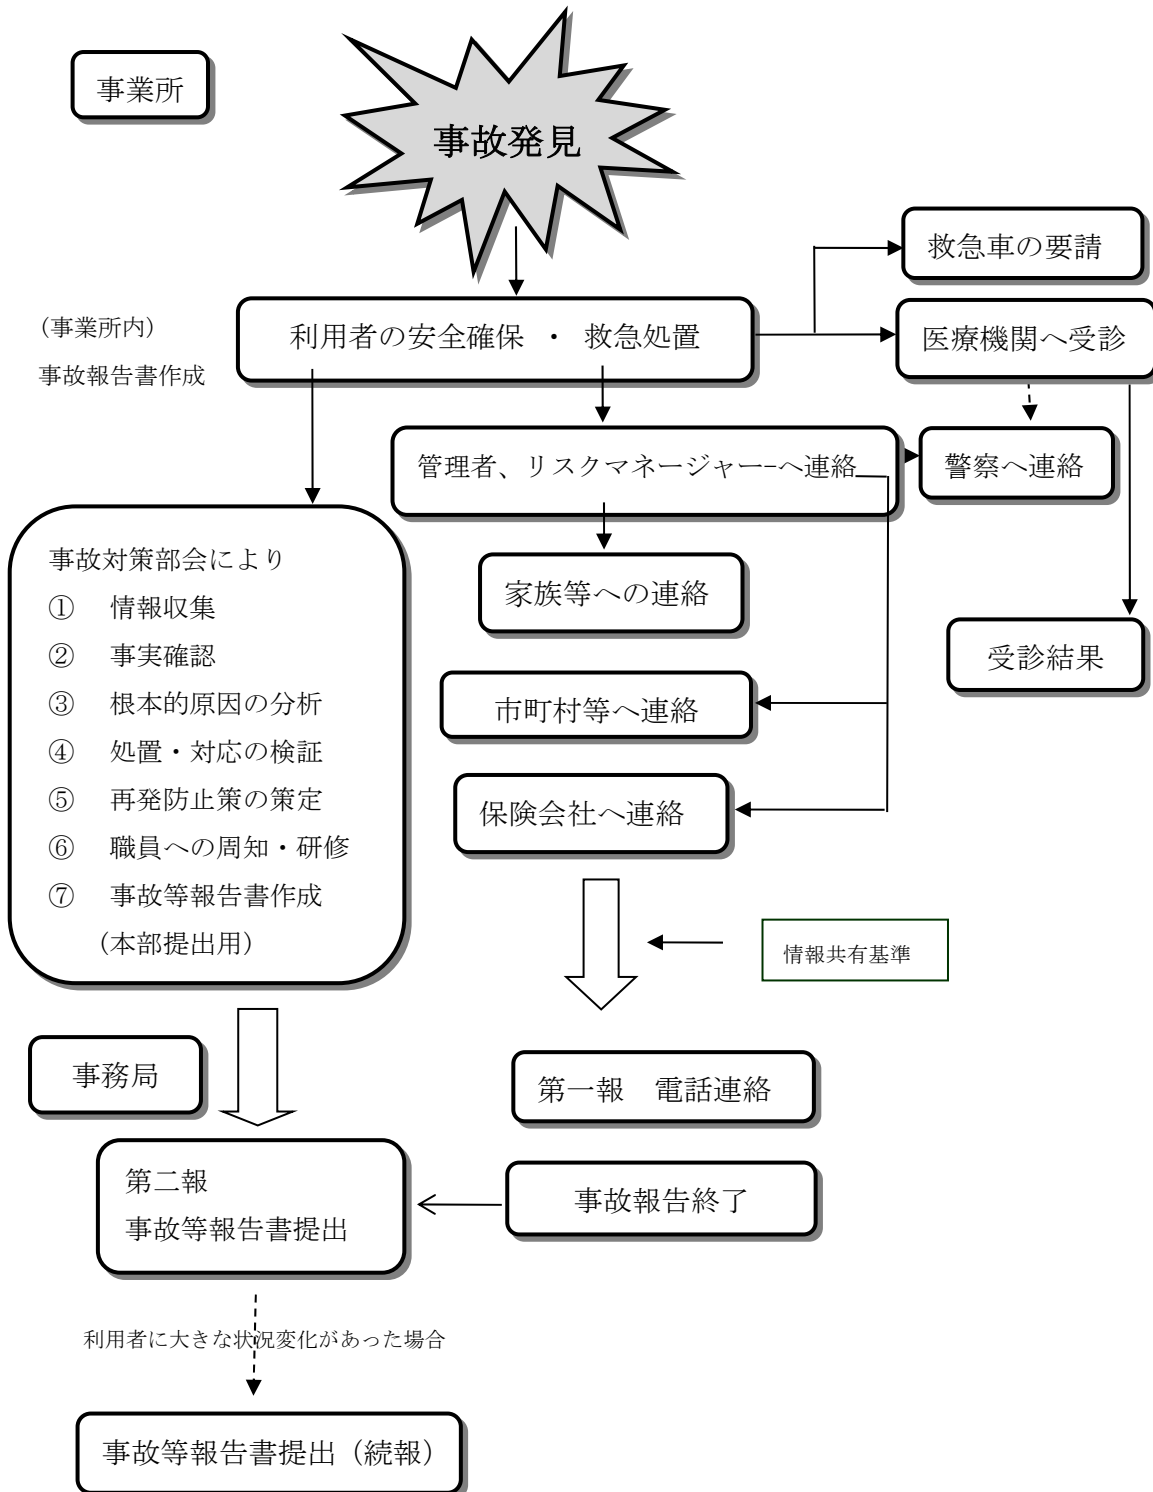 事業所
事故発見
救急車の要請
(事業所内)
事故報告書作成
利用者の安全確保 ・ 救急処置
医療機関へ受診
管理者、リスクマネージャー-へ連絡
警察へ連絡
事故対策部会により
① 情報収集
② 事実確認
③ 根本的原因の分析
④ 処置・対応の検証
⑤ 再発防止策の策定
⑥ 職員への周知・研修
⑦ 事故等報告書作成
(本部提出用)
家族等への連絡
受診結果
市町村等へ連絡
保険会社へ連絡
情報共有基準
事務局
第一報 電話連絡
第二報
事故等報告書提出
事故報告終了
利用者に大きな状況変化があった場合
事故等報告書提出(続報)